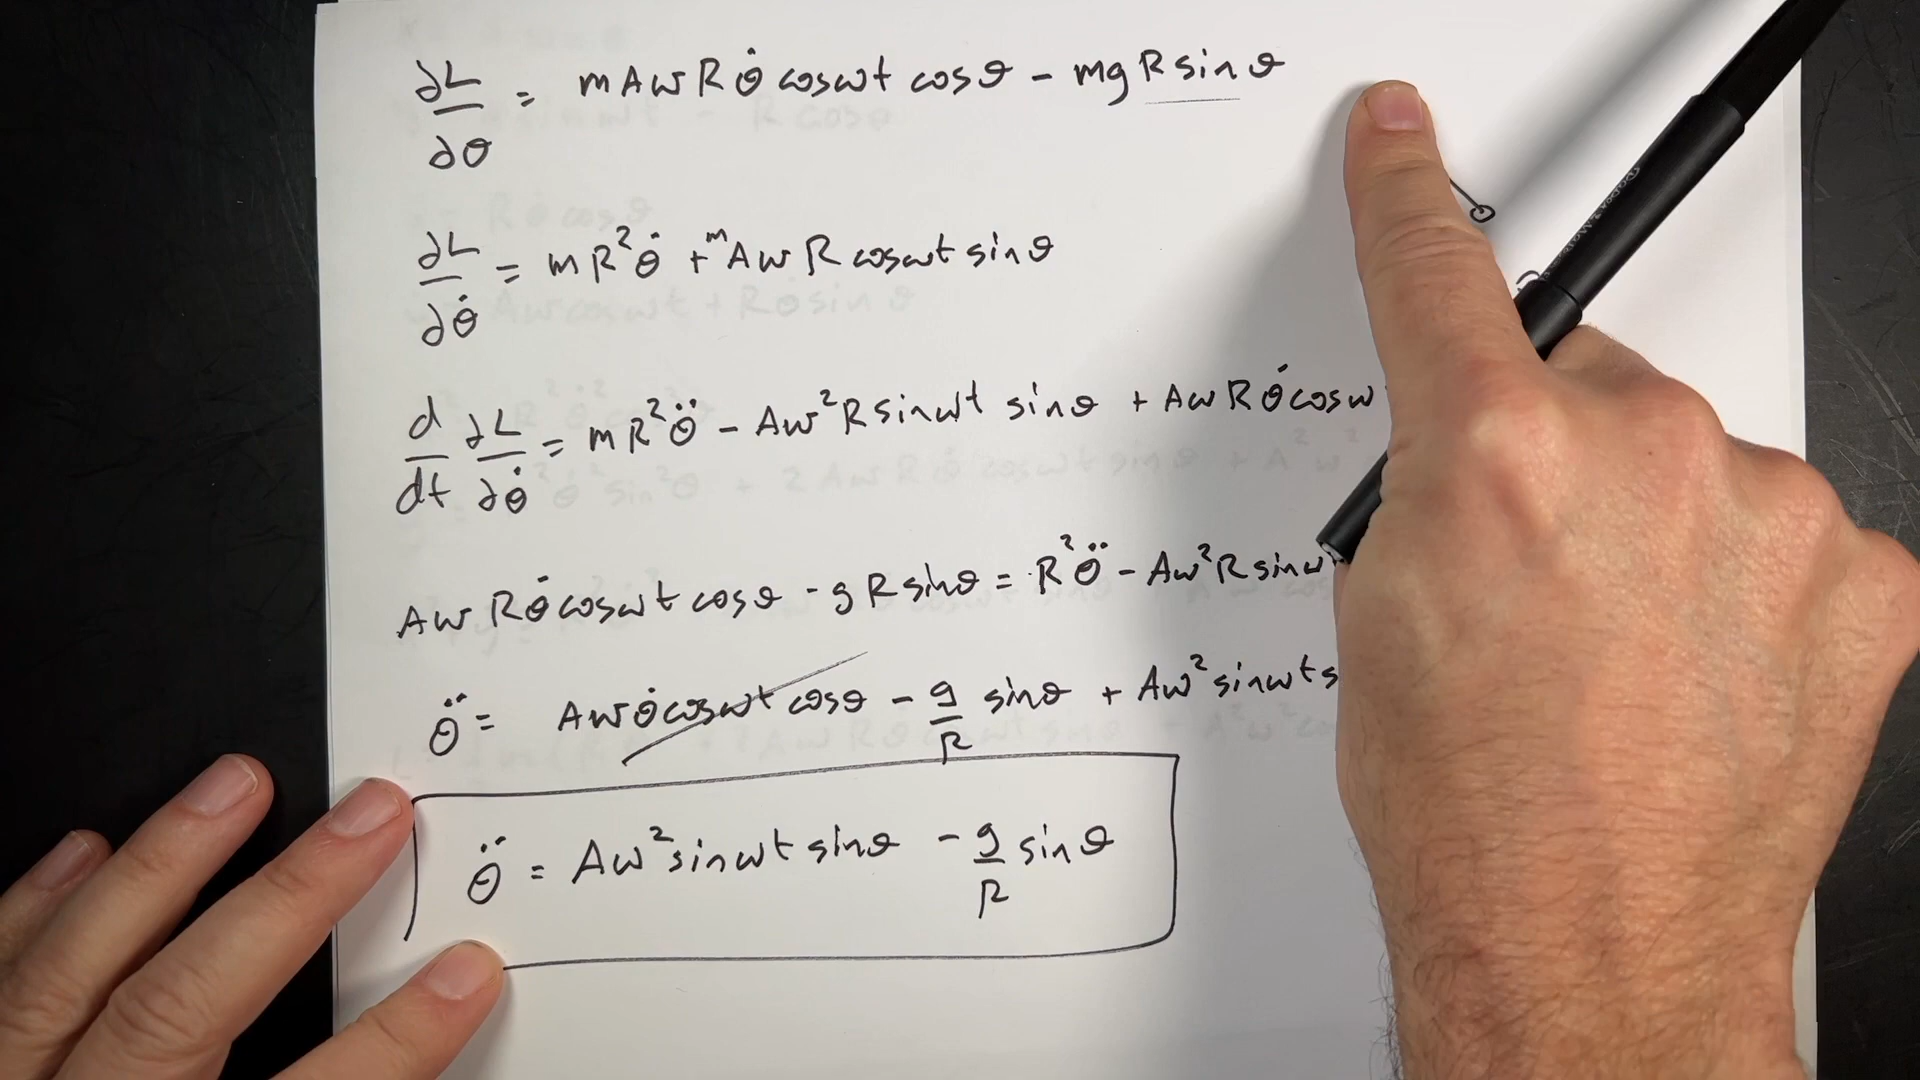 ∂L/∂θ = mAωRθ̇ cosωt cosθ − mgR sinθ
∂L/∂θ̇ = mR²θ̇ + mAωR cosωt sinθ
d/dt ∂L/∂θ̇ = mR²θ̈ − Aω²R sinωt sinθ + AωRθ̇ cosω
AωRθ̇ cosωt cosθ − gR sinθ = R²θ̈ − Aω²R sinω
θ̈ = Aωθ̇ cosωt cosθ − g/R sinθ + Aω² sinωt s
θ̈ = Aω² sinωt sinθ − g/R sinθ